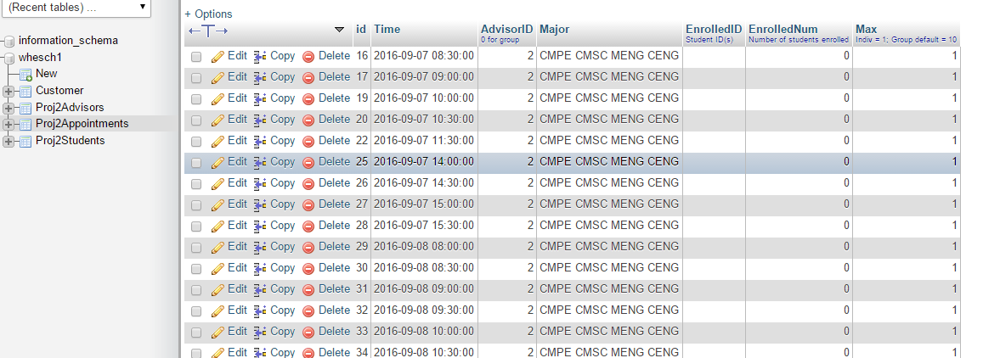 (Recent tables) ...
information_schema
whesch1
New
Customer
Proj2Advisors
Proj2Appointments
Proj2Students
+ Options
id Time AdvisorID Major EnrolledID EnrolledNum Max
0 for group Student ID(s) Number of students enrolled Indiv = 1; Group default = 10
Edit Copy Delete 16 2016-09-07 08:30:00 2 CMPE CMSC MENG CENG 0 1
Edit Copy Delete 17 2016-09-07 09:00:00 2 CMPE CMSC MENG CENG 0 1
Edit Copy Delete 19 2016-09-07 10:00:00 2 CMPE CMSC MENG CENG 0 1
Edit Copy Delete 20 2016-09-07 10:30:00 2 CMPE CMSC MENG CENG 0 1
Edit Copy Delete 22 2016-09-07 11:30:00 2 CMPE CMSC MENG CENG 0 1
Edit Copy Delete 25 2016-09-07 14:00:00 2 CMPE CMSC MENG CENG 0 1
Edit Copy Delete 26 2016-09-07 14:30:00 2 CMPE CMSC MENG CENG 0 1
Edit Copy Delete 27 2016-09-07 15:00:00 2 CMPE CMSC MENG CENG 0 1
Edit Copy Delete 28 2016-09-07 15:30:00 2 CMPE CMSC MENG CENG 0 1
Edit Copy Delete 29 2016-09-08 08:00:00 2 CMPE CMSC MENG CENG 0 1
Edit Copy Delete 30 2016-09-08 08:30:00 2 CMPE CMSC MENG CENG 0 1
Edit Copy Delete 31 2016-09-08 09:00:00 2 CMPE CMSC MENG CENG 0 1
Edit Copy Delete 32 2016-09-08 09:30:00 2 CMPE CMSC MENG CENG 0 1
Edit Copy Delete 33 2016-09-08 10:00:00 2 CMPE CMSC MENG CENG 0 1
Edit Copy Delete 34 2016-09-08 10:30:00 2 CMPE CMSC MENG CENG 0 1